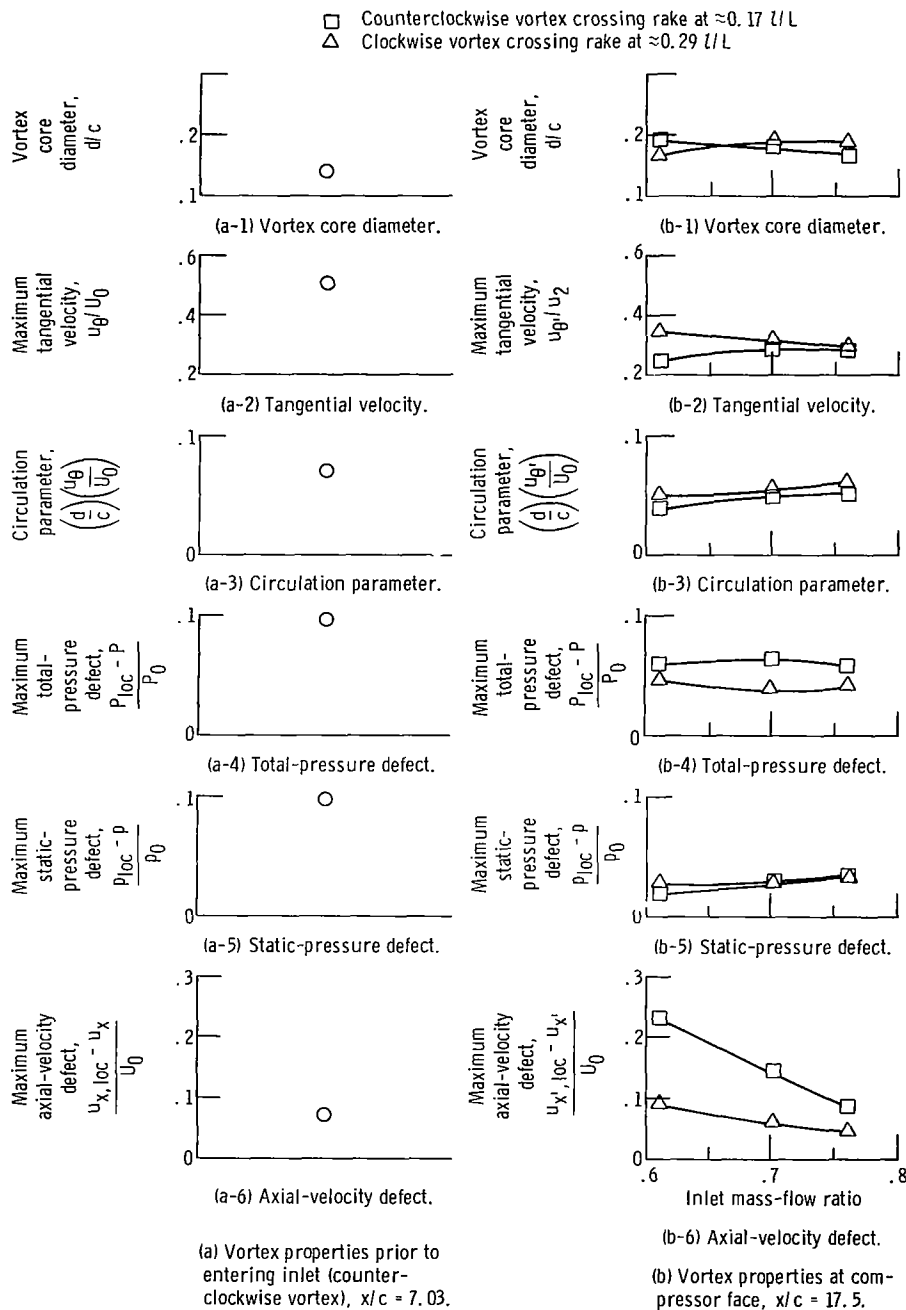 □ Counterclockwise vortex crossing rake at ≈0.17 l/L
△ Clockwise vortex crossing rake at ≈0.29 l/L
Vortex
core
diameter,
d/c
.2
.1
(a-1) Vortex core diameter.
Maximum
tangential
velocity,
uθ/U0
.6
.4
.2
(a-2) Tangential velocity.
Circulation
parameter,
(d/c)(uθ/U0)
.1
0
(a-3) Circulation parameter.
Maximum
total-
pressure
defect,
Ploc - P
P0
.1
0
(a-4) Total-pressure defect.
Maximum
static-
pressure
defect,
ploc - p
p0
.1
0
(a-5) Static-pressure defect.
Maximum
axial-velocity
defect,
ux, loc - ux
U0
.3
.2
.1
0
(a-6) Axial-velocity defect.
(a) Vortex properties prior to
entering inlet (counter-
clockwise vortex), x/c = 7.03.
Vortex
core
diameter,
d/c
.2
.1
(b-1) Vortex core diameter.
Maximum
tangential
velocity,
uθ'/u2
.6
.4
.2
(b-2) Tangential velocity.
Circulation
parameter,
(d/c)(uθ'/U0)
.1
0
(b-3) Circulation parameter.
Maximum
total-
pressure
defect,
Ploc - P
P0
.1
0
(b-4) Total-pressure defect.
Maximum
static-
pressure
defect,
ploc - p
p0
.1
0
(b-5) Static-pressure defect.
Maximum
axial-velocity
defect,
ux', loc - ux'
U0
.3
.2
.1
0
.6 .7 .8
Inlet mass-flow ratio
(b-6) Axial-velocity defect.
(b) Vortex properties at com-
pressor face, x/c = 17.5.